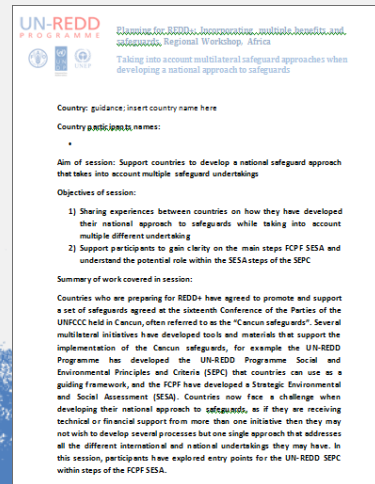 UN-REDD
PROGRAMME
Planning for REDD+: Incorporating multiple benefits and
safeguards, Regional Workshop, Africa
Taking into account multilateral safeguard approaches when
developing a national approach to safeguards
UNEP
Country: guidance; insert country name here
Country participants names:
•
Aim of session: Support countries to develop a national safeguard approach
that takes into account multiple safeguard undertakings
Objectives of session:
1) Sharing experiences between countries on how they have developed
their national approach to safeguards while taking into account
multiple different undertaking
2) Support participants to gain clarity on the main steps FCPF SESA and
understand the potential role within the SESA steps of the SEPC
Summary of work covered in session:
Countries who are preparing for REDD+ have agreed to promote and support
a set of safeguards agreed at the sixteenth Conference of the Parties of the
UNFCCC held in Cancun, often referred to as the “Cancun safeguards”. Several
multilateral initiatives have developed tools and materials that support the
implementation of the Cancun safeguards, for example the UN-REDD
Programme has developed the UN-REDD Programme Social and
Environmental Principles and Criteria (SEPC) that countries can use as a
guiding framework, and the FCPF have developed a Strategic Environmental
and Social Assessment (SESA). Countries now face a challenge when
developing their national approach to safeguards, as if they are receiving
technical or financial support from more than one initiative then they may
not wish to develop several processes but one single approach that addresses
all the different international and national undertakings they may have. In
this session, participants have explored entry points for the UN-REDD SEPC
within steps of the FCPF SESA.